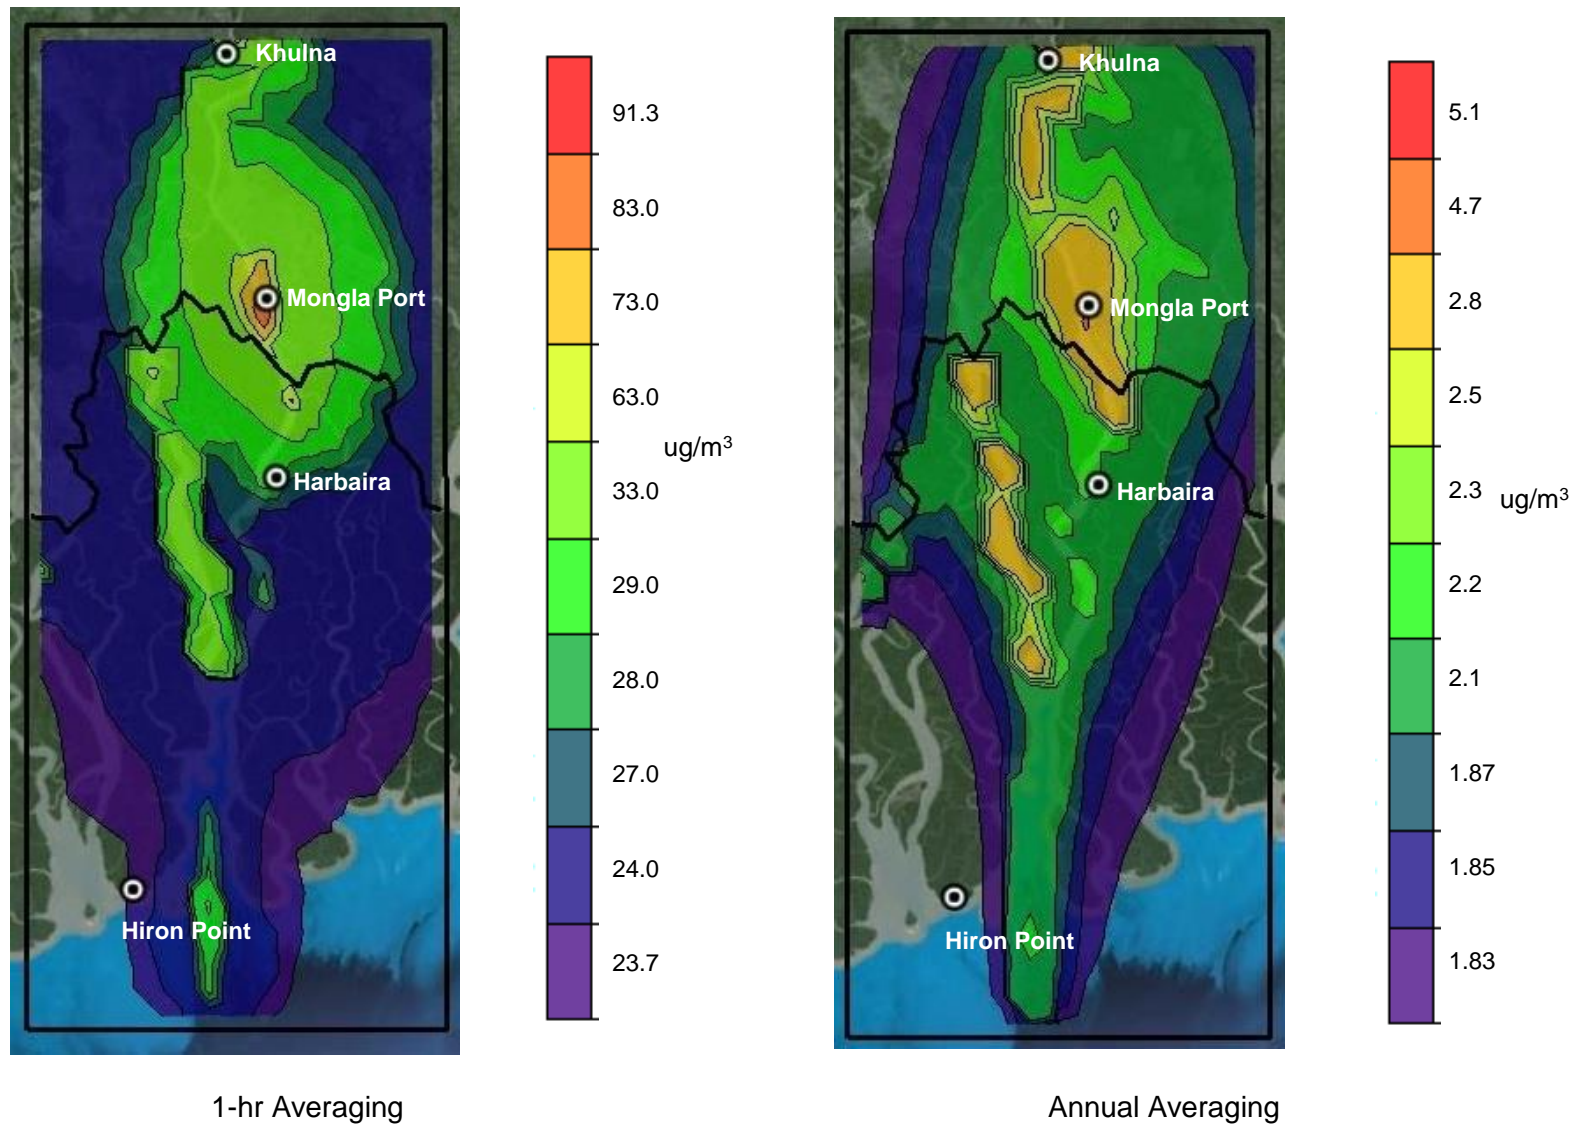 Khulna
Mongla Port
Harbaira
Hiron Point
91.3
83.0
73.0
63.0
33.0
29.0
28.0
27.0
24.0
23.7
ug/m³
1-hr Averaging
Khulna
Mongla Port
Harbaira
Hiron Point
5.1
4.7
2.8
2.5
2.3
2.2
2.1
1.87
1.85
1.83
ug/m³
Annual Averaging